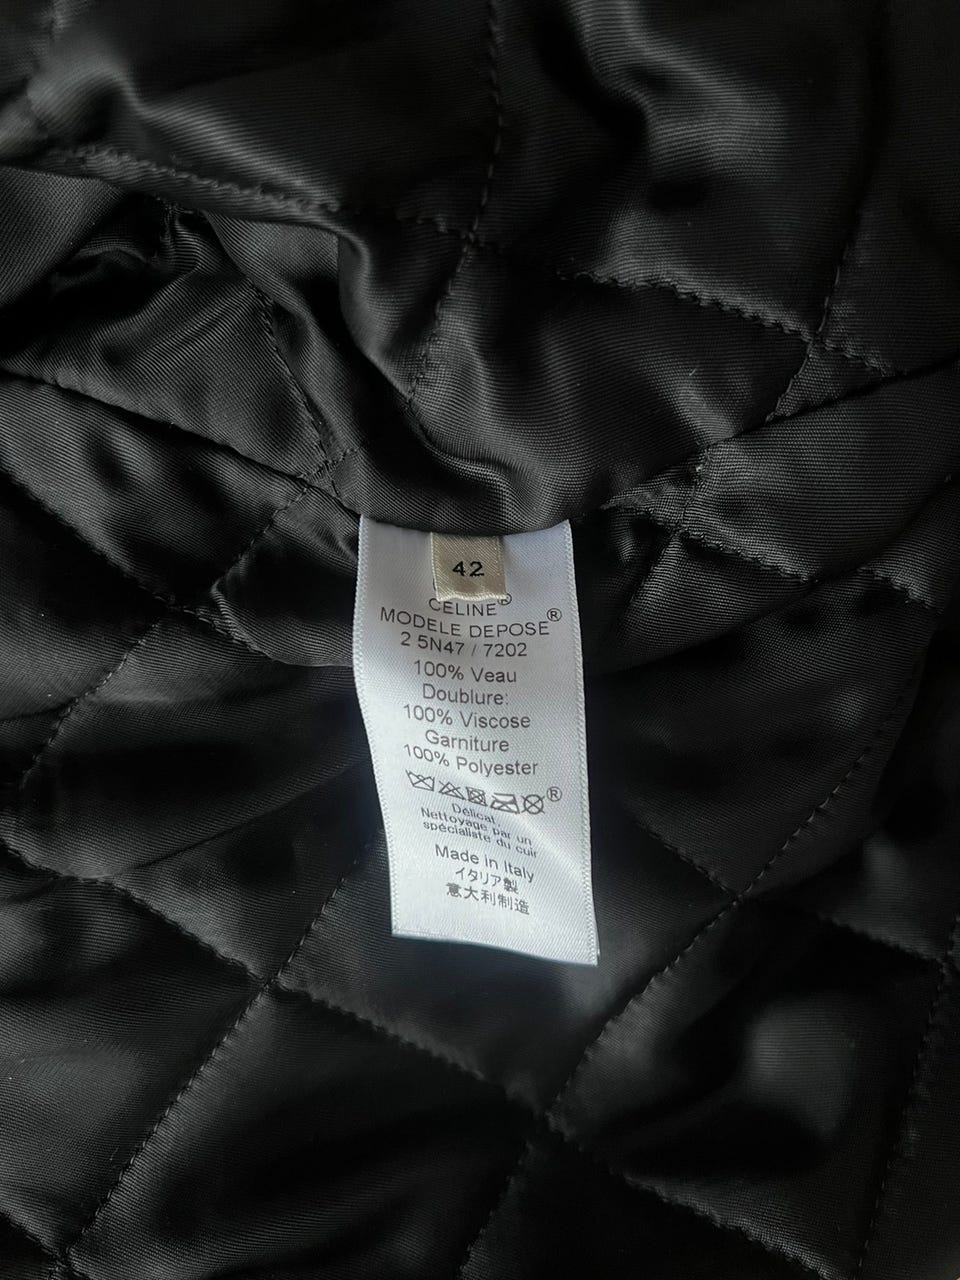 42
CELINE®
MODELE DEPOSE®
2 5N47 / 7202
100% Veau
Doublure:
100% Viscose
Garniture
100% Polyester
®
Délicat.
Nettoyage par un
spécialiste du cuir
Made in Italy
イタリア製
意大利制造